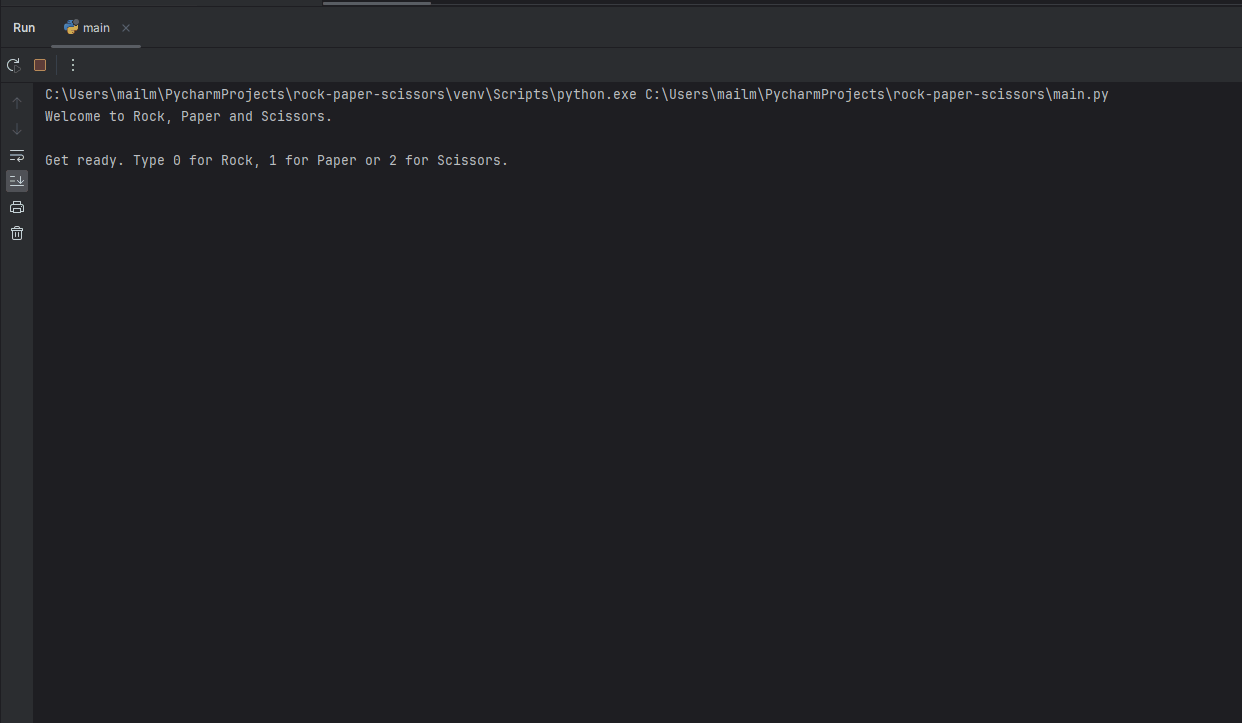 Run main
C:\Users\mailm\PycharmProjects\rock-paper-scissors\venv\Scripts\python.exe C:\Users\mailm\PycharmProjects\rock-paper-scissors\main.py
Welcome to Rock, Paper and Scissors.
Get ready. Type 0 for Rock, 1 for Paper or 2 for Scissors.